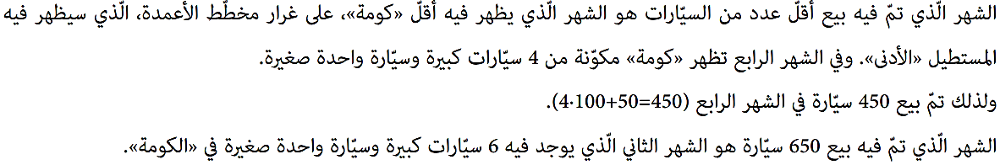 الشهر الّذي تمّ فيه بيع أقلّ عدد من السيّارات هو الشهر الّذي يظهر فيه أقلّ «كومة»، على غرار مخطّط الأعمدة، الّذي سيظهر فيه
المستطيل «الأدنى». وفي الشهر الرابع تظهر «كومة» مكوّنة من 4 سيّارات كبيرة وسيّارة واحدة صغيرة.
ولذلك تمّ بيع 450 سيّارة في الشهر الرابع (4·100+50=450).
الشهر الّذي تمّ فيه بيع 650 سيّارة هو الشهر الثاني الّذي يوجد فيه 6 سيّارات كبيرة وسيّارة واحدة صغيرة في «الكومة».